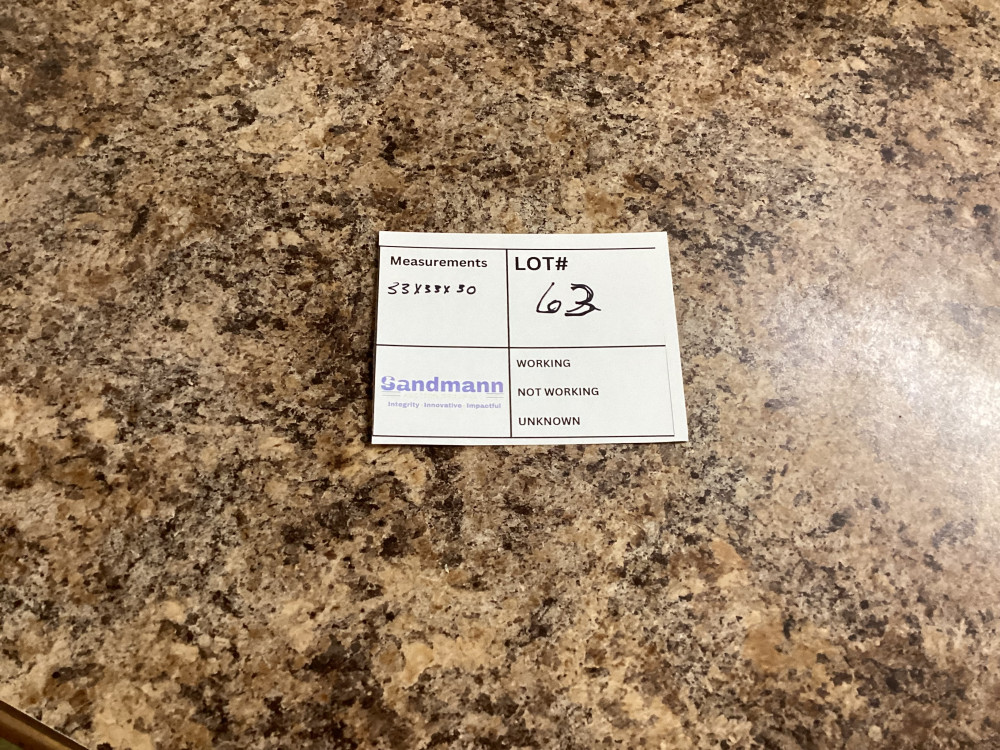 Measurements
33x33x30
LOT#
63
Sandmann
Integrity · Innovative · Impactful
WORKING
NOT WORKING
UNKNOWN